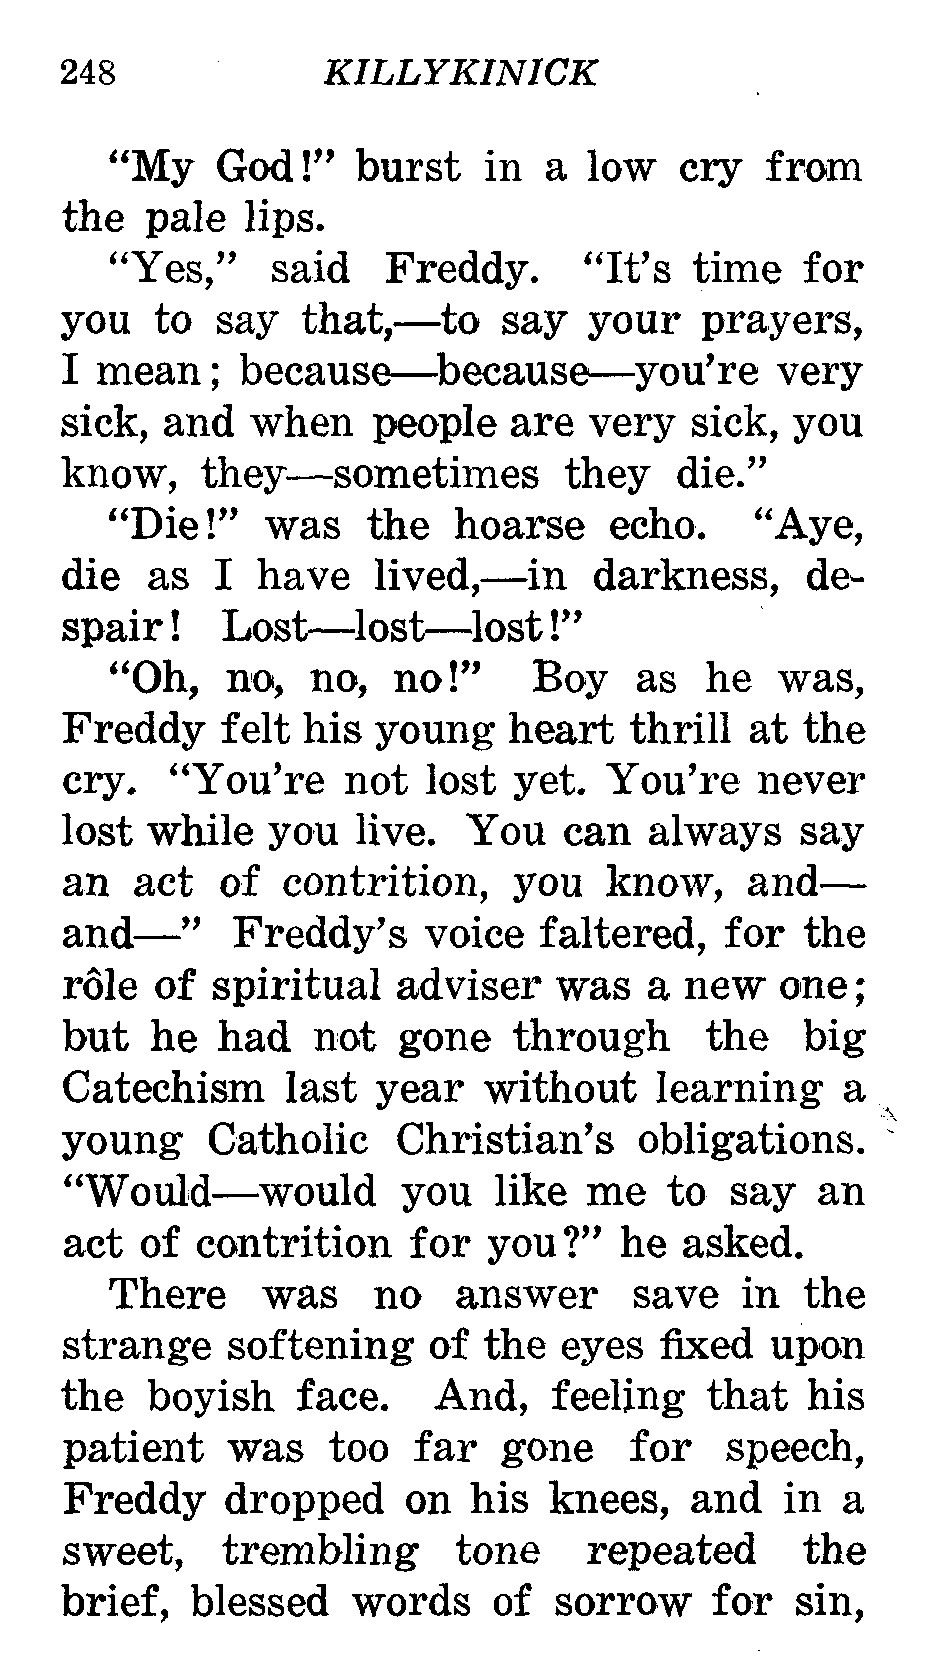 248 KILLYKINICK
“My God!” burst in a low cry from
the pale lips.
“Yes,” said Freddy. “It’s time for
you to say that,—to say your prayers,
I mean; because—because—you’re very
sick, and when people are very sick, you
know, they—sometimes they die.”
“Die!” was the hoarse echo. “Aye,
die as I have lived,—in darkness, de-
spair! Lost—lost—lost!”
“Oh, no, no, no!” Boy as he was,
Freddy felt his young heart thrill at the
cry. “You’re not lost yet. You’re never
lost while you live. You can always say
an act of contrition, you know, and—
and—” Freddy’s voice faltered, for the
rôle of spiritual adviser was a new one;
but he had not gone through the big
Catechism last year without learning a
young Catholic Christian’s obligations.
“Would—would you like me to say an
act of contrition for you?” he asked.
There was no answer save in the
strange softening of the eyes fixed upon
the boyish face. And, feeling that his
patient was too far gone for speech,
Freddy dropped on his knees, and in a
sweet, trembling tone repeated the
brief, blessed words of sorrow for sin,